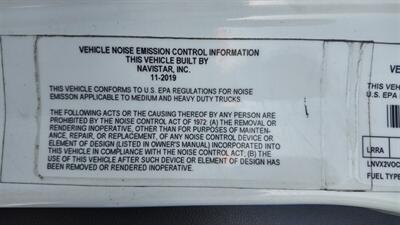 VEHICLE NOISE EMISSION CONTROL INFORMATION
THIS VEHICLE BUILT BY
NAVISTAR, INC.
11-2019
THIS VEHICLE CONFORMS TO U.S. EPA REGULATIONS FOR NOISE
EMISSION APPLICABLE TO MEDIUM AND HEAVY DUTY TRUCKS.
THE FOLLOWING ACTS OR THE CAUSING THEREOF BY ANY PERSON ARE
PROHIBITED BY THE NOISE CONTROL ACT OF 1972: (A) THE REMOVAL OR
RENDERING INOPERATIVE, OTHER THAN FOR PURPOSES OF MAINTEN-
ANCE, REPAIR, OR REPLACEMENT, OF ANY NOISE CONTROL DEVICE OR
ELEMENT OF DESIGN (LISTED IN OWNER'S MANUAL) INCORPORATED INTO
THIS VEHICLE IN COMPLIANCE WITH THE NOISE CONTROL ACT; (B) THE
USE OF THIS VEHICLE AFTER SUCH DEVICE OR ELEMENT OF DESIGN HAS
BEEN REMOVED OR RENDERED INOPERATIVE.
VE
THIS VEH
U.S. EPA
LRRA
LNVX2VOC
FUEL TYPE